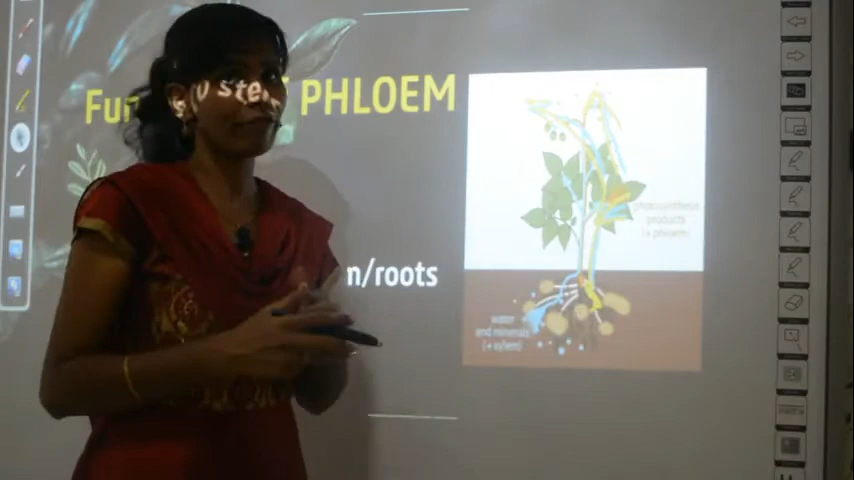 PHLOEM
n/roots
photosynthesis
products
(→ phloem)
water
and minerals
(→ xylem)